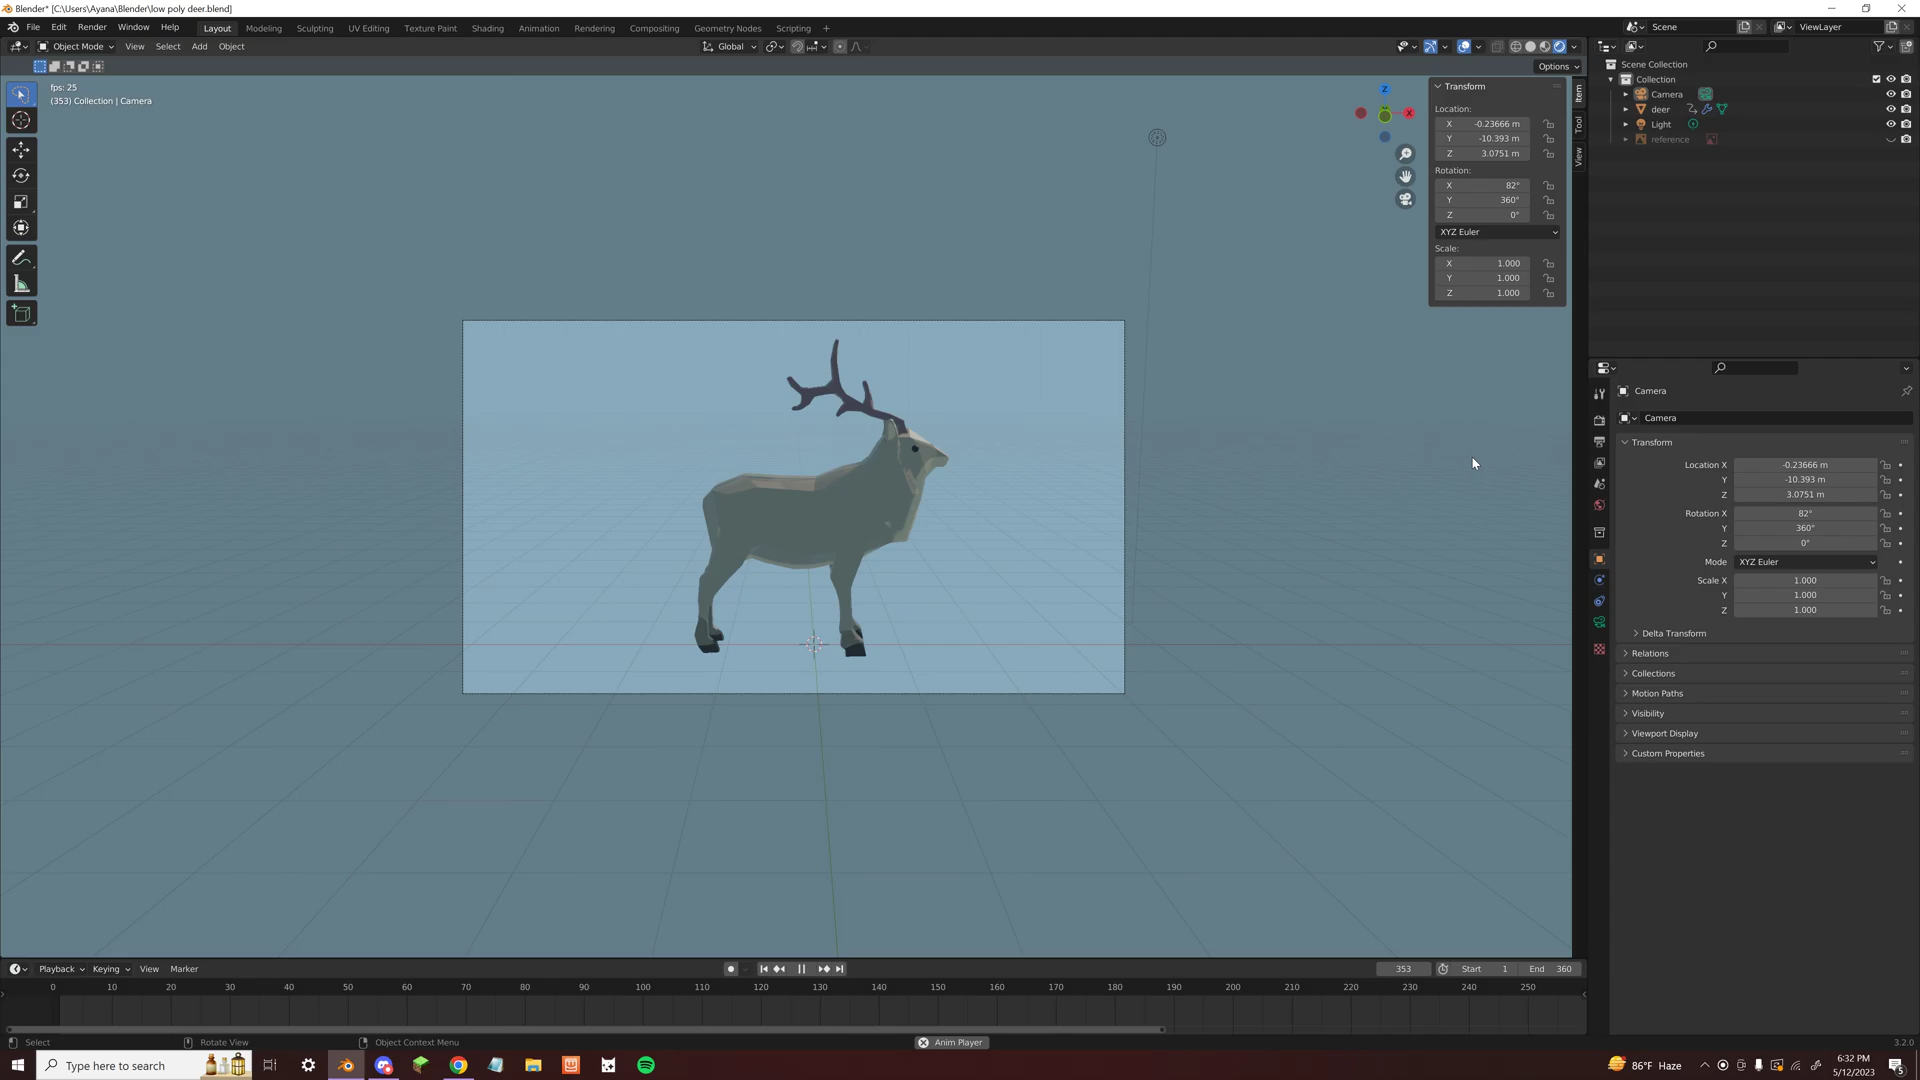 Blender* [C:\Users\Ayana\Blender\low poly deer.blend]
File Edit Render Window Help Layout Modeling Sculpting UV Editing Texture Paint Shading Animation Rendering Compositing Geometry Nodes Scripting + Scene ViewLayer
Object Mode View Select Add Object Global
Options
fps: 25
(353) Collection | Camera
Z
X
Transform
Location:
X -0.23666 m
Y -10.393 m
Z 3.0751 m
Rotation:
X 82°
Y 360°
Z 0°
XYZ Euler
Scale:
X 1.000
Y 1.000
Z 1.000
Item
Tool
View
Scene Collection
Collection
Camera
deer
Light
reference
Camera
Camera
Transform
Location X -0.23666 m
Y -10.393 m
Z 3.0751 m
Rotation X 82°
Y 360°
Z 0°
Mode XYZ Euler
Scale X 1.000
Y 1.000
Z 1.000
Delta Transform
Relations
Collections
Motion Paths
Visibility
Viewport Display
Custom Properties
Playback Keying View Marker 353 Start 1 End 360
0 10 20 30 40 50 60 70 80 90 100 110 120 130 140 150 160 170 180 190 200 210 220 230 240 250
Select Rotate View Object Context Menu Anim Player 3.2.0
Type here to search 86°F Haze 6:32 PM
5/12/2023 5